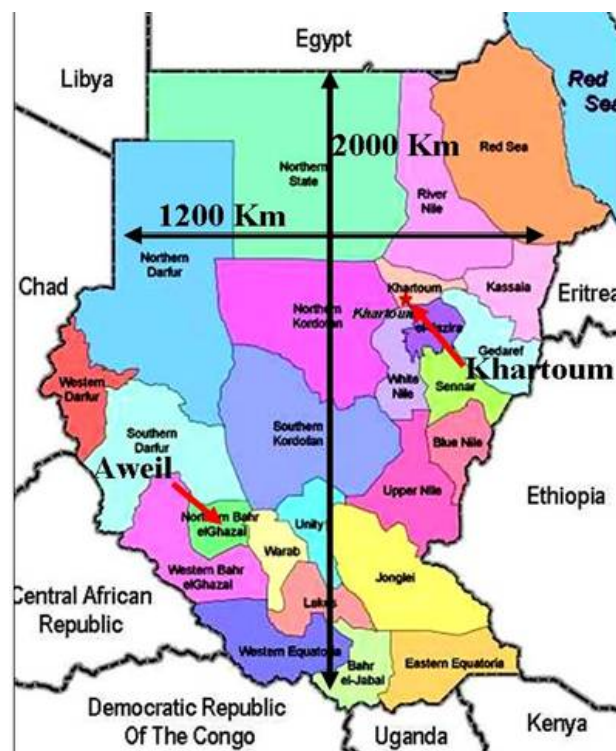 Egypt
Libya
Red
Sea
2000 Km
Northern
State
Red Sea
River
Nile
1200 Km
Northern
Darfur
Chad
Khartoum
Kassala
Eritrea
Northern
Kordofan
Khartoum
Gedaref
Khartoum
White
Nile
Sennar
Western
Darfur
Southern
Darfur
Southern
Kordofan
Blue Nile
Aweil
Upper Nile
Ethiopia
Northern Bahr
elGhazal
Unity
Warab
Western Bahr
elGhazal
Jonglei
Central African
Republic
Lakes
Western Equatoria
Bahr
el-Jabal
Eastern Equatoria
Democratic Republic
Of The Congo
Uganda
Kenya